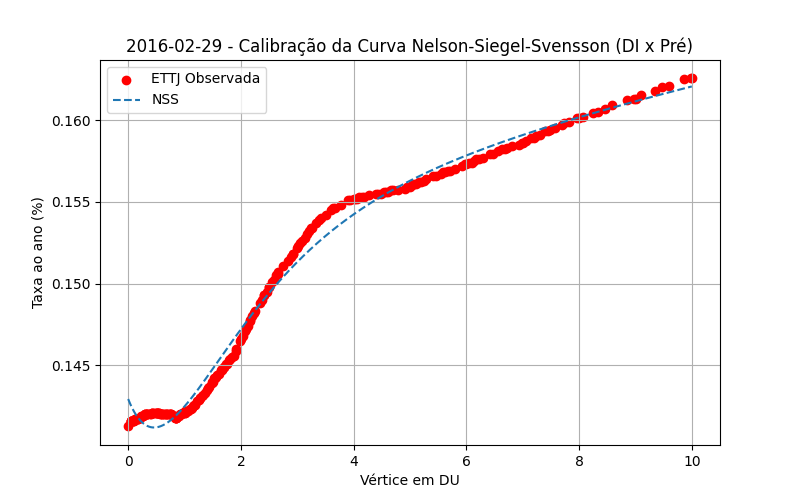 2016-02-29 - Calibração da Curva Nelson-Siegel-Svensson (DI x Pré)
ETTJ Observada
NSS
Taxa ao ano (%)
0.160
0.155
0.150
0.145
0
2
4
6
8
10
Vértice em DU